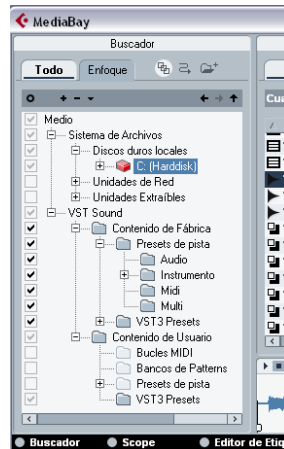 MediaBay
Buscador
Todo
Enfoque
Medio
Sistema de Archivos
Discos duros locales
C: (Harddisk)
Unidades de Red
Unidades Extraíbles
VST Sound
Contenido de Fábrica
Presets de pista
Audio
Instrumento
Midi
Multi
VST3 Presets
Contenido de Usuario
Bucles MIDI
Bancos de Patterns
Presets de pista
VST3 Presets
Buscador Scope Editor de Etiq